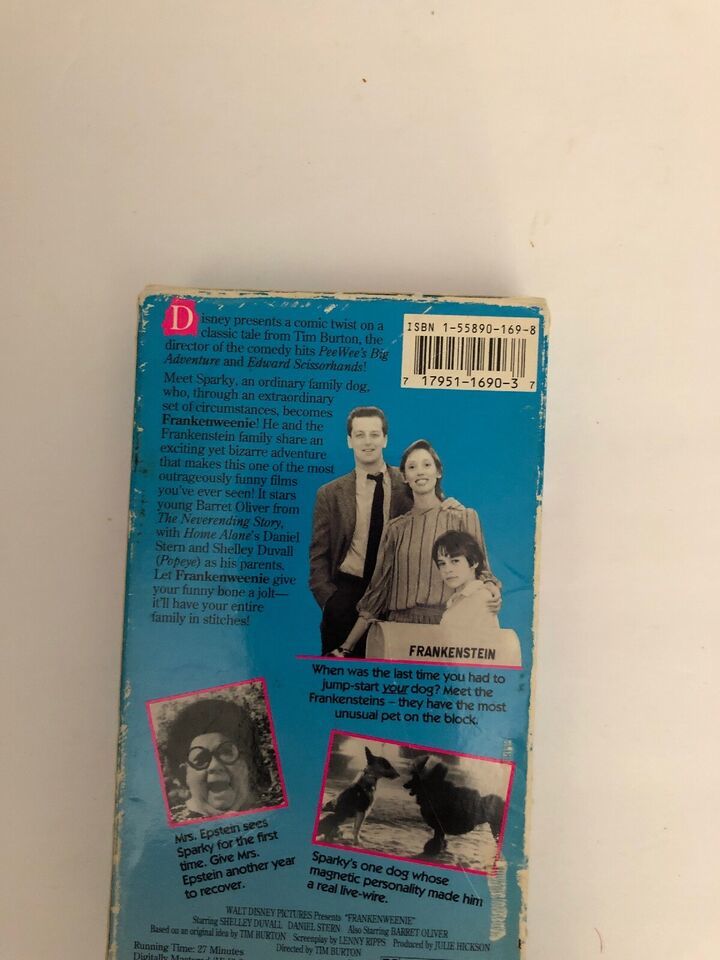 Disney presents a comic twist on a
classic tale from Tim Burton, the
director of the comedy hits PeeWee's Big
Adventure and Edward Scissorhands!
Meet Sparky, an ordinary family dog,
who, through an extraordinary
set of circumstances, becomes
Frankenweenie! He and the
Frankenstein family share an
exciting yet bizarre adventure
that makes this one of the most
outrageously funny films
you've ever seen! It stars
young Barret Oliver from
The Neverending Story,
with Home Alone's Daniel
Stern and Shelley Duvall
(Popeye) as his parents.
Let Frankenweenie give
your funny bone a jolt—
it'll have your entire
family in stitches!
ISBN 1-55890-169-8
7 17951-1690-3 7
FRANKENSTEIN
When was the last time you had to
jump-start your dog? Meet the
Frankensteins – they have the most
unusual pet on the block.
Mrs. Epstein sees
Sparky for the first
time. Give Mrs.
Epstein another year
to recover.
Sparky's one dog whose
magnetic personality made him
a real live-wire.
WALT DISNEY PICTURES Presents "FRANKENWEENIE"
Starring SHELLEY DUVALL DANIEL STERN Also Starring BARRET OLIVER
Based on an original idea by TIM BURTON Screenplay by LENNY RIPPS Produced by JULIE HICKSON
Directed by TIM BURTON
Running Time: 27 Minutes
Digitally